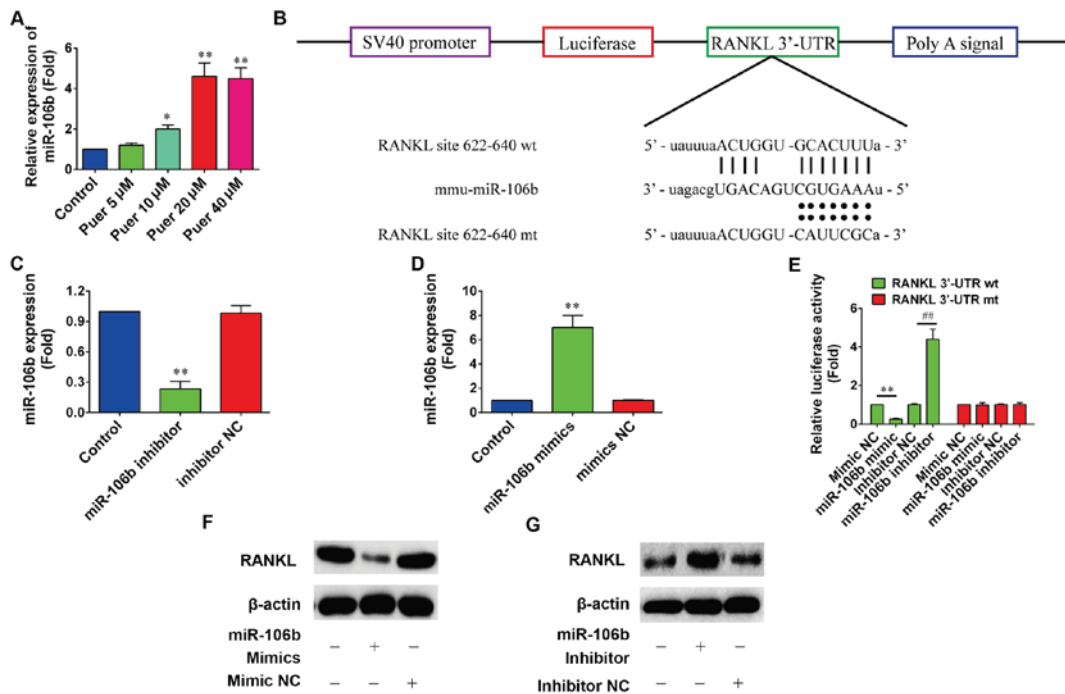 A
Relative expression of
miR-106b (Fold)
6
4
2
0
**
**
*
Control
Puer 5 μM
Puer 10 μM
Puer 20 μM
Puer 40 μM
B
SV40 promoter
Luciferase
RANKL 3'-UTR
Poly A signal
RANKL site 622-640 wt
5' - uauuuaACUGGU -GCACUUUa - 3'
mmu-miR-106b
3' -uagacgUGACAGUCGUGAAAu - 5'
RANKL site 622-640 mt
5' - uauuuaACUGGU -CAUUCGCa - 3'
C
miR-106b expression
(Fold)
1.2
0.9
0.6
0.3
0.0
**
Control
miR-106b inhibitor
inhibitor NC
D
miR-106b expression
(Fold)
10
8
6
4
2
0
**
Control
miR-106b mimics
mimics NC
E
RANKL 3'-UTR wt
RANKL 3'-UTR mt
Relative luciferase activity
(Fold)
6
4
2
0
**
##
Mimic NC
miR-106b mimic
Inhibitor NC
miR-106b inhibitor
Mimic NC
miR-106b mimic
Inhibitor NC
miR-106b inhibitor
F
RANKL
β-actin
miR-106b
Mimics
– + –
Mimic NC
– – +
G
RANKL
β-actin
miR-106b
Inhibitor
– + –
Inhibitor NC
– – +